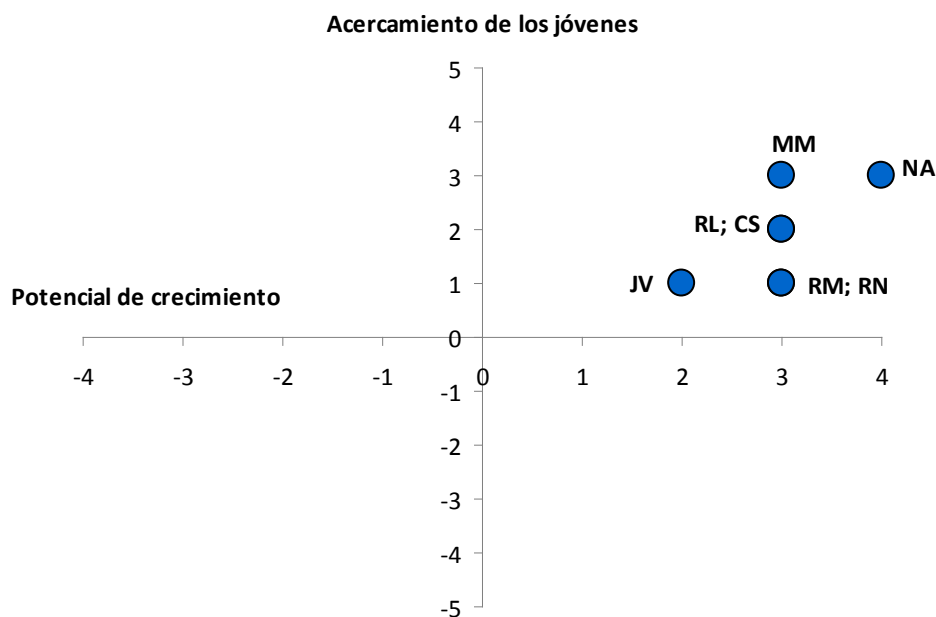 Acercamiento de los jóvenes
5
4
MM
3
NA
RL; CS
2
Potencial de crecimiento
1
JV
RM; RN
0
-4 -3 -2 -1 0 1 2 3 4
-1
-2
-3
-4
-5